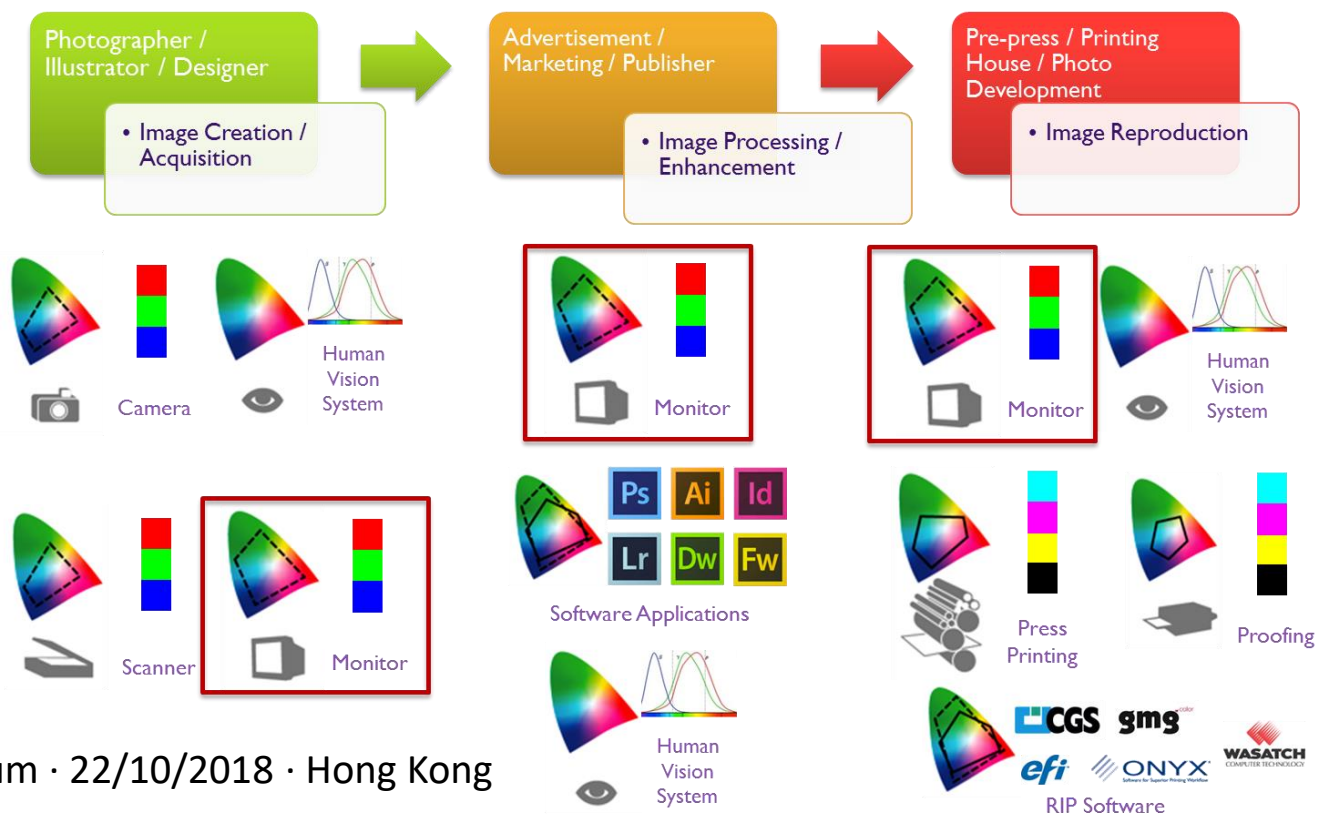 Photographer /
Illustrator / Designer
• Image Creation /
Acquisition
Advertisement /
Marketing / Publisher
• Image Processing /
Enhancement
Pre-press / Printing
House / Photo
Development
• Image Reproduction
Camera
Human
Vision
System
Scanner
Monitor
Monitor
Ps Ai Id
Lr Dw Fw
Software Applications
Human
Vision
System
Monitor
Human
Vision
System
Press
Printing
Proofing
CGS gmg color
efi ONYX
Software for Superior Printing Workflow
WASATCH
COMPUTER TECHNOLOGY
RIP Software
um · 22/10/2018 · Hong Kong